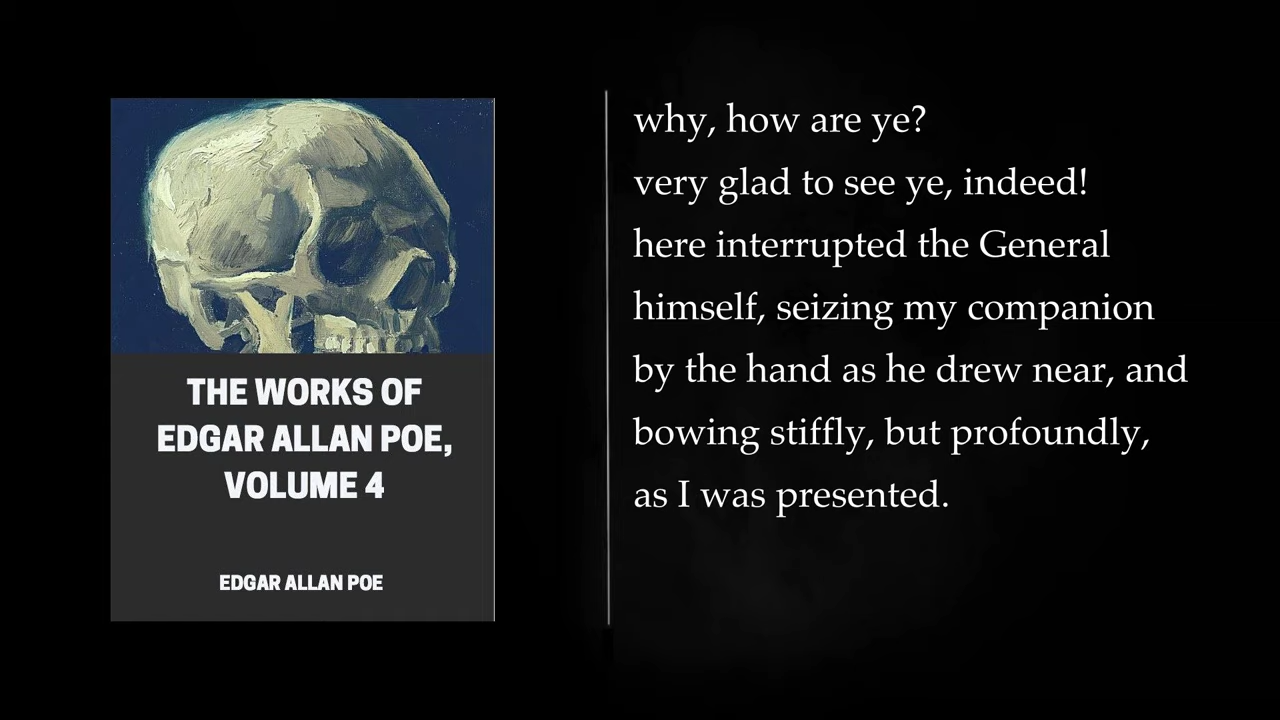 THE WORKS OF
EDGAR ALLAN POE,
VOLUME 4
EDGAR ALLAN POE
why, how are ye?
very glad to see ye, indeed!
here interrupted the General
himself, seizing my companion
by the hand as he drew near, and
bowing stiffly, but profoundly,
as I was presented.